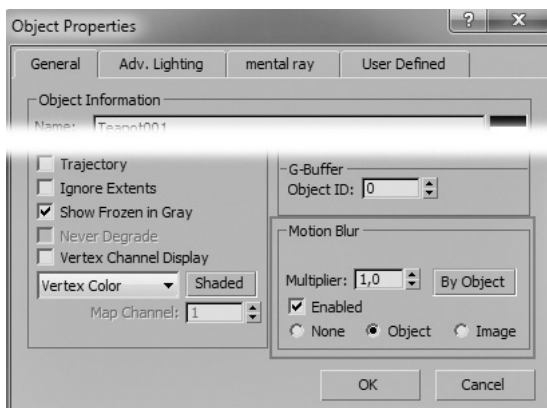 Object Properties
General Adv. Lighting mental ray User Defined
Object Information
Name: Teapot001
Trajectory
Ignore Extents
Show Frozen in Gray
Never Degrade
Vertex Channel Display
Vertex Color Shaded
Map Channel: 1
G-Buffer
Object ID: 0
Motion Blur
Multiplier: 1,0 By Object
Enabled
None Object Image
OK Cancel